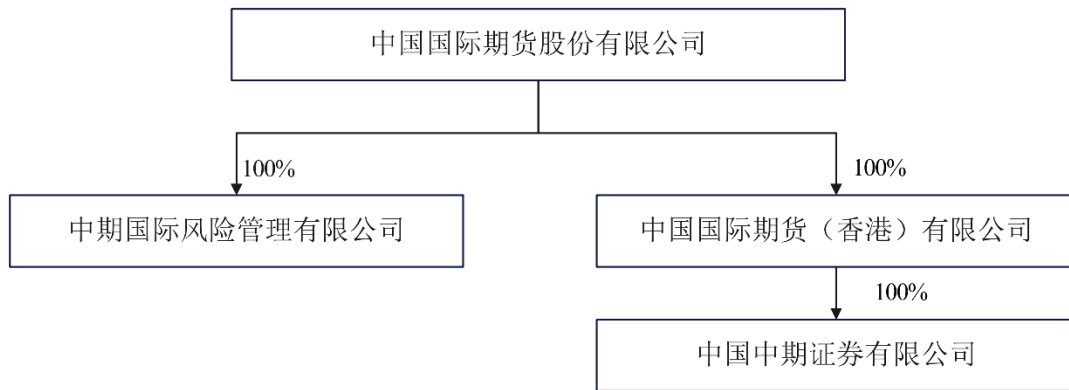 中国国际期货股份有限公司
100%
100%
中期国际风险管理有限公司
中国国际期货（香港）有限公司
100%
中国中期证券有限公司